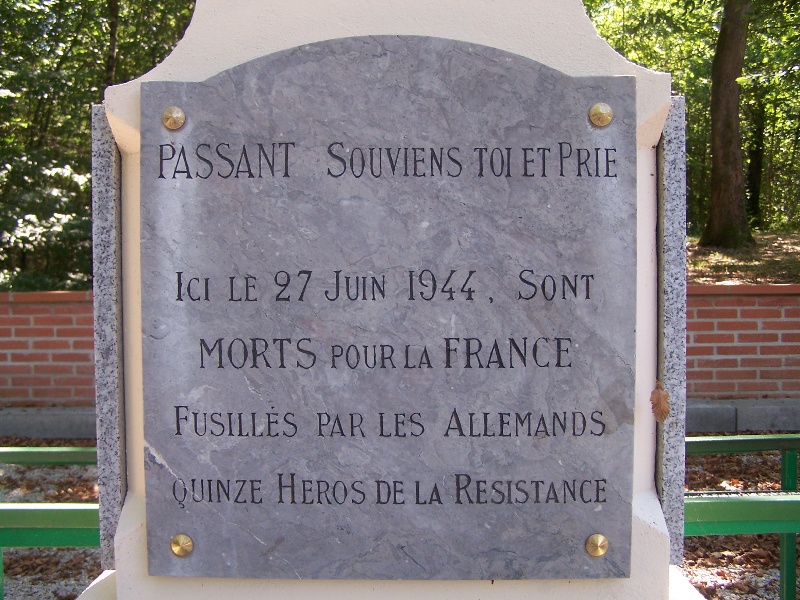 PASSANT SOUVIENS TOI ET PRIE
ICI LE 27 JUIN 1944, SONT
MORTS POUR LA FRANCE
FUSILLÉS PAR LES ALLEMANDS
QUINZE HEROS DE LA RESISTANCE